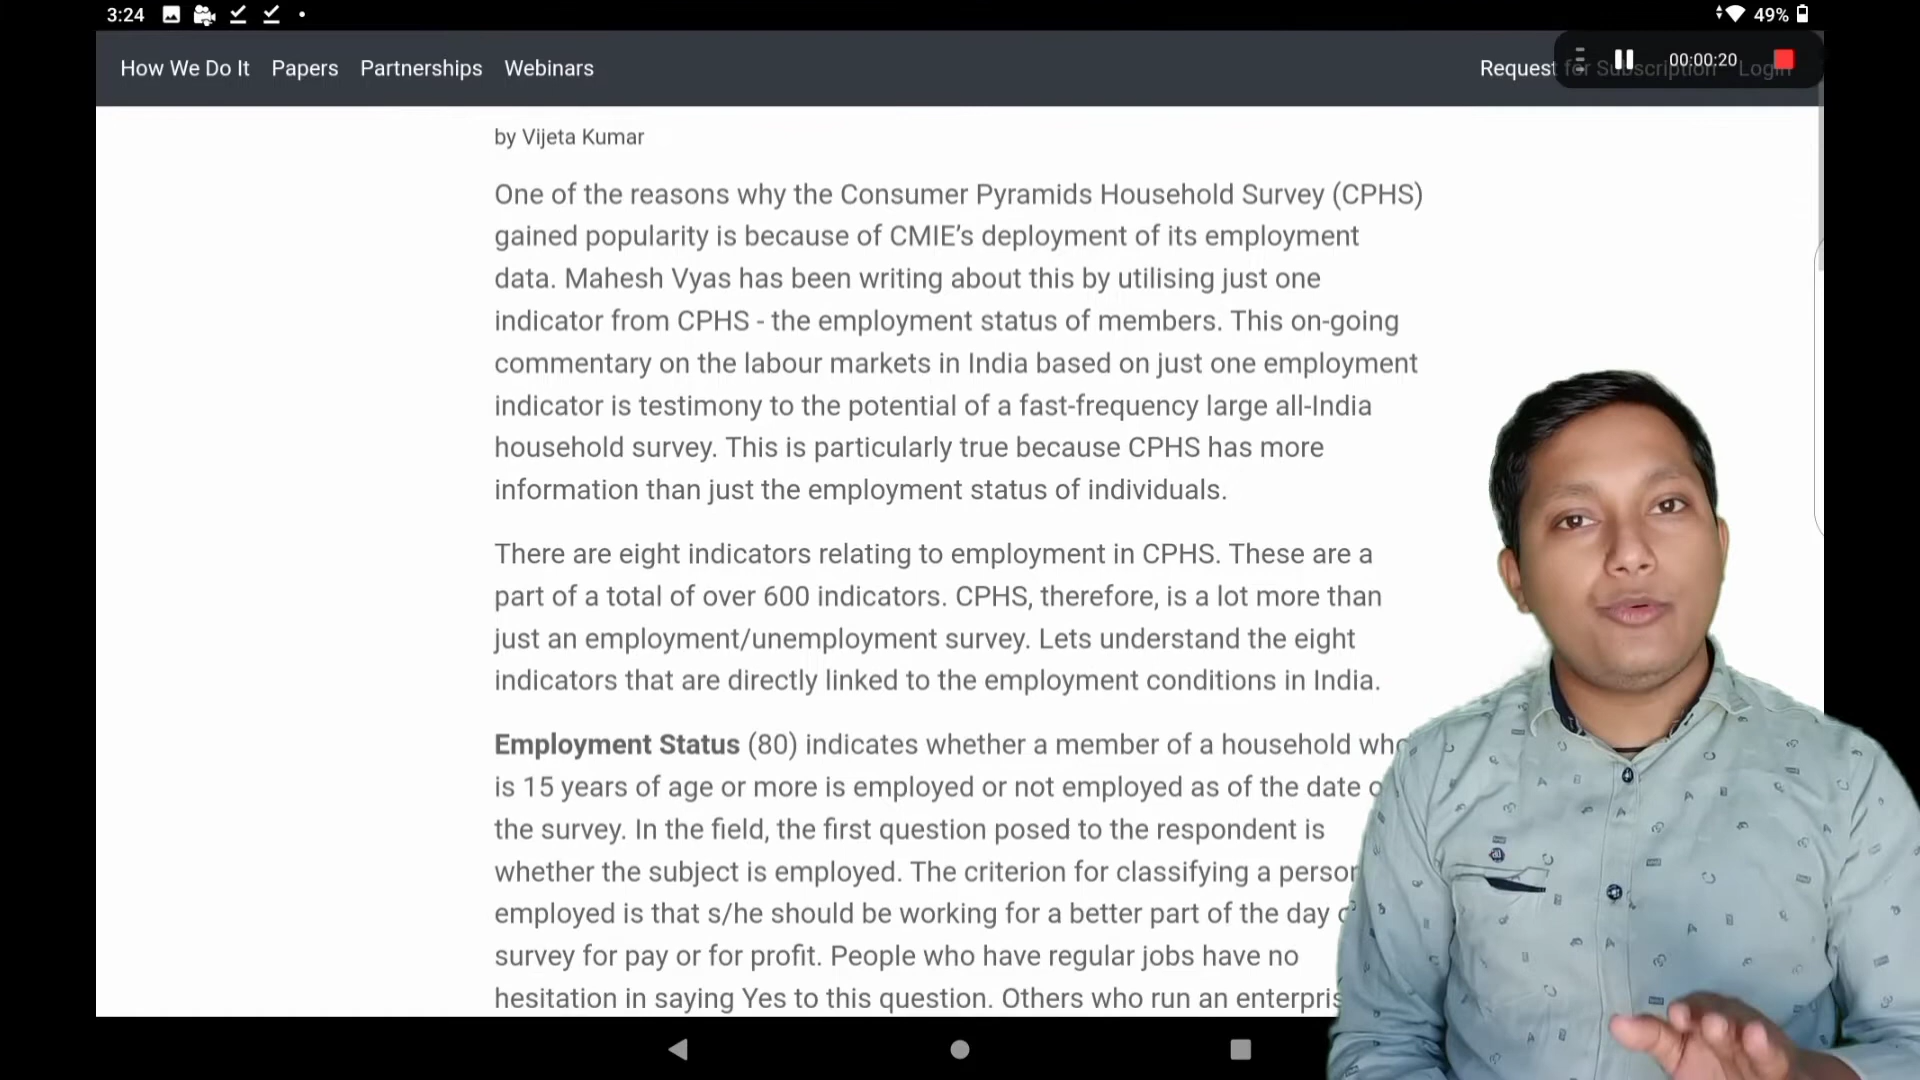 3:24
49%
How We Do It Papers Partnerships Webinars
Request for Subscription Login
00:00:20
by Vijeta Kumar
One of the reasons why the Consumer Pyramids Household Survey (CPHS)
gained popularity is because of CMIE’s deployment of its employment
data. Mahesh Vyas has been writing about this by utilising just one
indicator from CPHS - the employment status of members. This on-going
commentary on the labour markets in India based on just one employment
indicator is testimony to the potential of a fast-frequency large all-India
household survey. This is particularly true because CPHS has more
information than just the employment status of individuals.
There are eight indicators relating to employment in CPHS. These are a
part of a total of over 600 indicators. CPHS, therefore, is a lot more than
just an employment/unemployment survey. Lets understand the eight
indicators that are directly linked to the employment conditions in India.
Employment Status (80) indicates whether a member of a household who
is 15 years of age or more is employed or not employed as of the date
the survey. In the field, the first question posed to the respondent is
whether the subject is employed. The criterion for classifying a person
employed is that s/he should be working for a better part of the day
survey for pay or for profit. People who have regular jobs have no
hesitation in saying Yes to this question. Others who run an